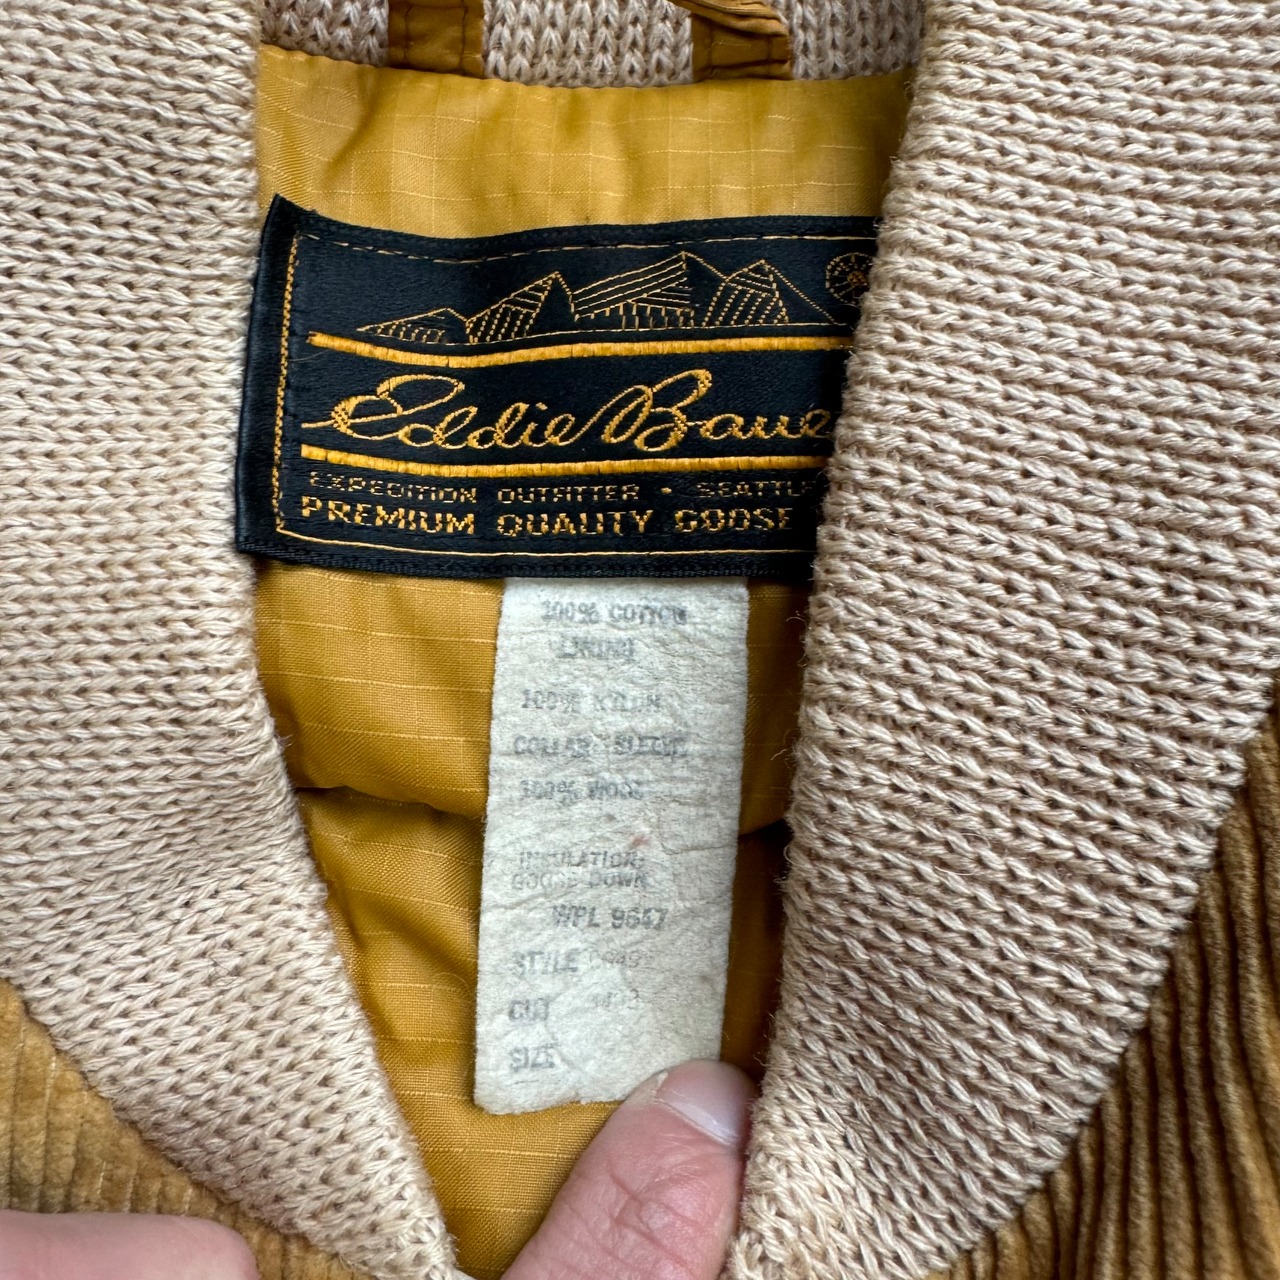 Eddie Baue
EXPEDITION OUTFITTER • SEATTLE
PREMIUM QUALITY GOOSE
100% COTTON
LINING
100% NYLON
COLLAR SLEEVE
100% WOOL
INSULATION:
GOOSE DOWN
WPL 9647
STYLE
CUT
SIZE